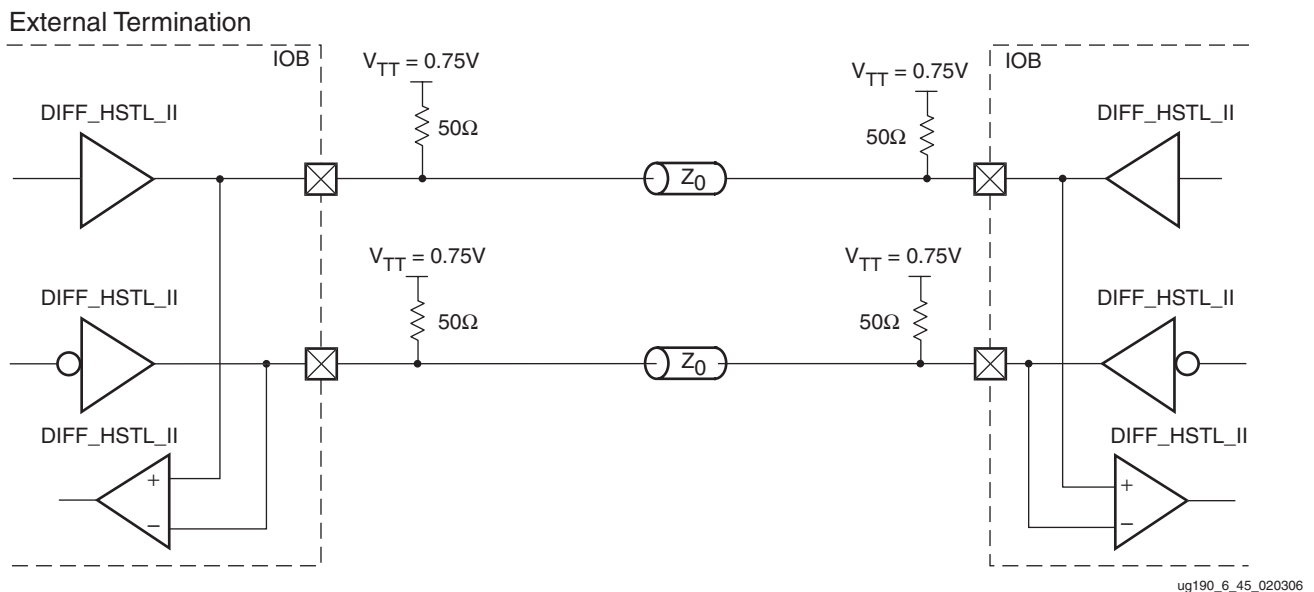 External Termination
IOB
IOB
V_TT = 0.75V
V_TT = 0.75V
DIFF_HSTL_II
DIFF_HSTL_II
50Ω
50Ω
Z_0
V_TT = 0.75V
V_TT = 0.75V
DIFF_HSTL_II
DIFF_HSTL_II
50Ω
50Ω
Z_0
DIFF_HSTL_II
DIFF_HSTL_II
+
+
–
–
ug190_6_45_020306